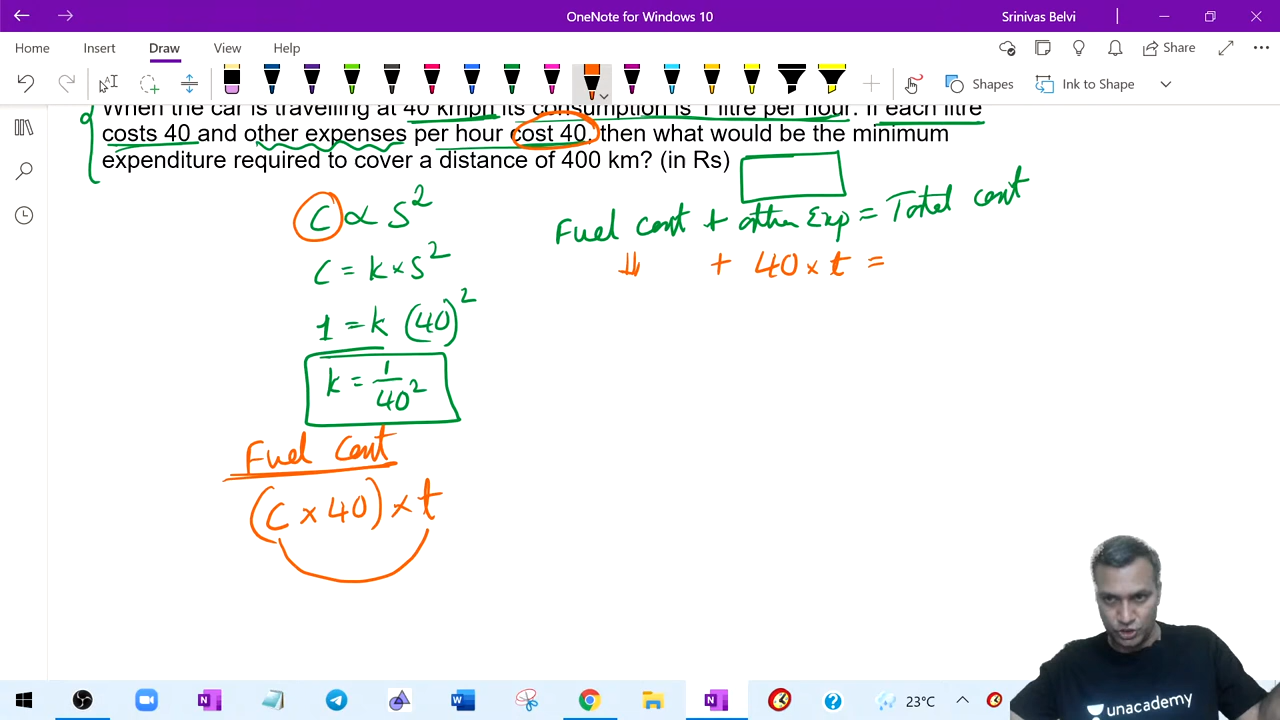 OneNote for Windows 10
Srinivas Belvi
Home Insert Draw View Help
Share
Shapes Ink to Share
When the car is travelling at 40 kmph its consumption is 1 litre per hour. If each litre
costs 40 and other expenses per hour cost 40, then what would be the minimum
expenditure required to cover a distance of 400 km? (in Rs)
C ∝ S²
C = k × S²
1 = k (40)²
k = 1/40²
Fuel Cost
(C × 40) × t
Fuel cost + other Exp = Total cost
⇓ + 40 × t =
unacademy
23°C